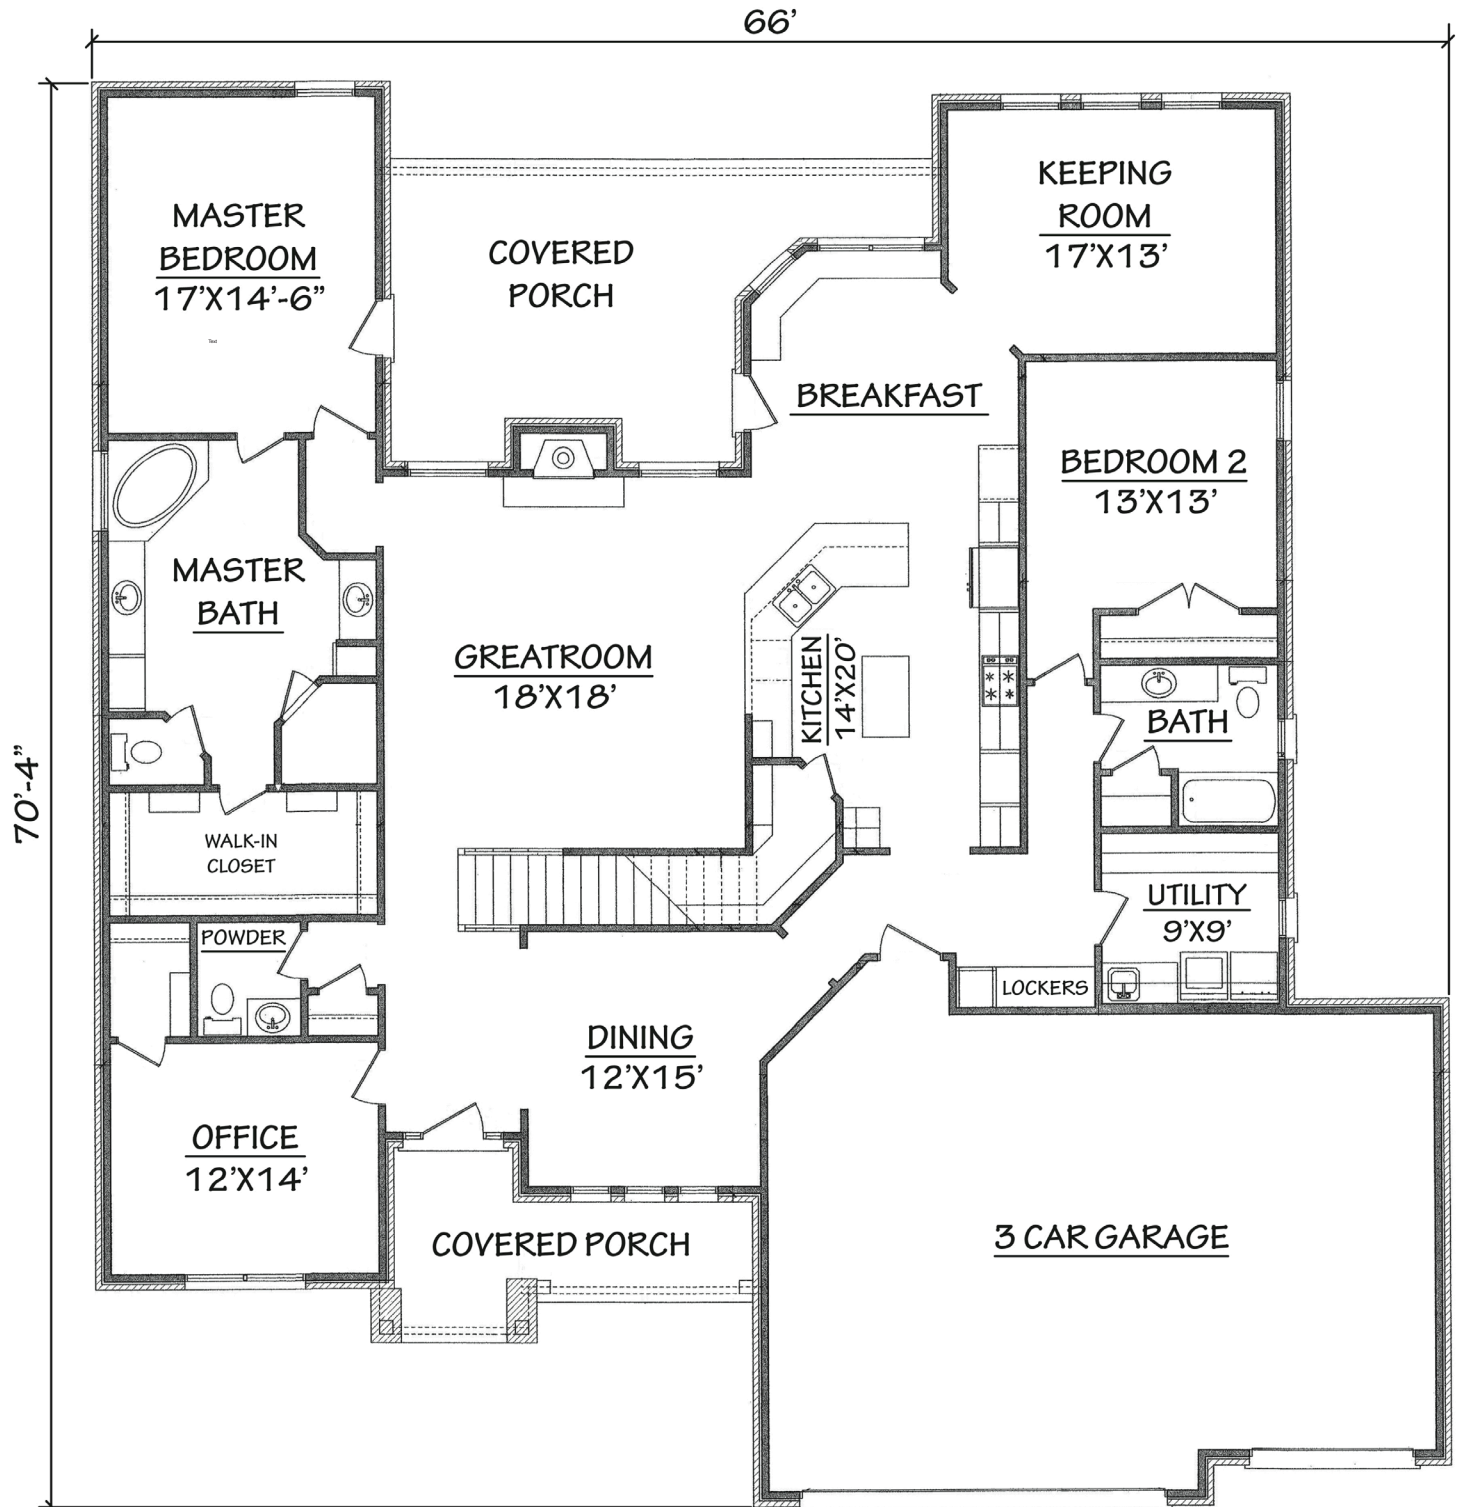 66'
KEEPING
ROOM
17'X13'
MASTER
BEDROOM
17'X14'-6"
Text
COVERED
PORCH
BREAKFAST
BEDROOM 2
13'X13'
MASTER
BATH
GREATROOM
18'X18'
KITCHEN
14'X20'
BATH
70'-4"
WALK-IN
CLOSET
UTILITY
9'X9'
POWDER
LOCKERS
DINING
12'X15'
OFFICE
12'X14'
COVERED PORCH
3 CAR GARAGE